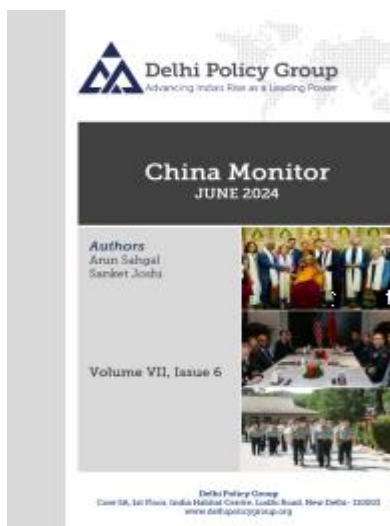 Delhi Policy Group
Advancing India's Rise as a Leading Power
China Monitor
JUNE 2024
Authors
Arun Sahgal
Sanket Joshi
Volume VII, Issue 6
Delhi Policy Group
Core 5A, 1st Floor, India Habitat Centre, Lodhi Road, New Delhi - 110003
www.delhipolicygroup.org